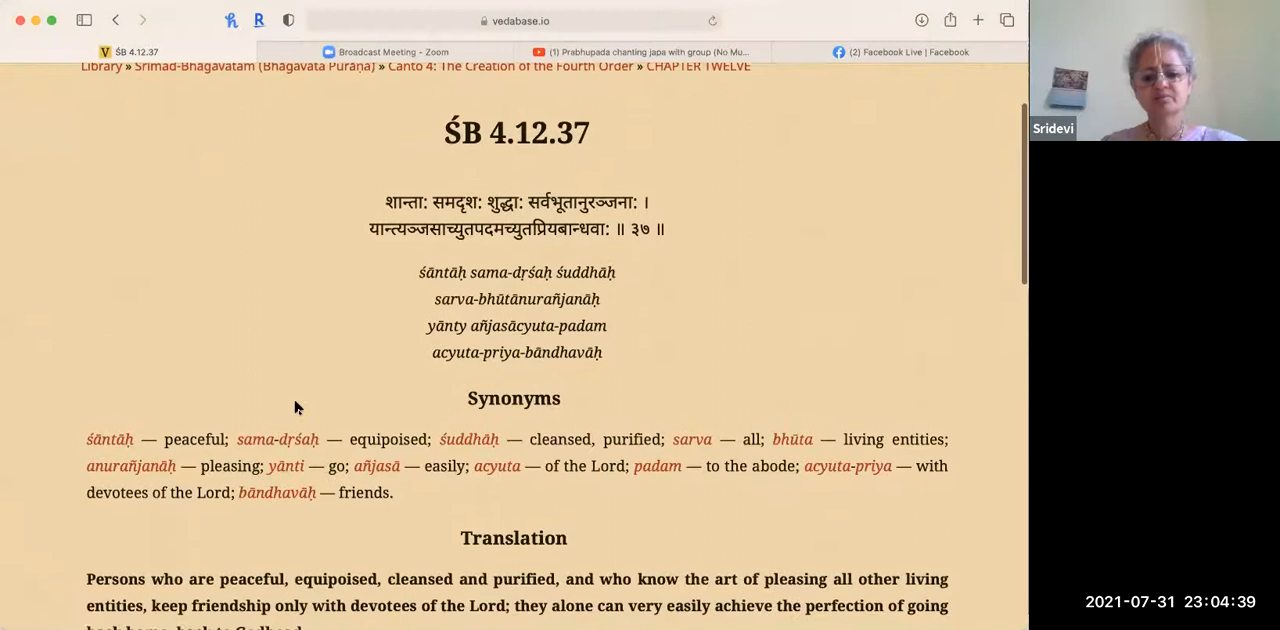 vedabase.io
ŚB 4.12.37
Broadcast Meeting - Zoom
(1) Prabhupada chanting japa with group (No Mu...
(2) Facebook Live | Facebook
Library » Śrīmad-Bhāgavatam (Bhāgavata Purāṇa) » Canto 4: The Creation of the Fourth Order » CHAPTER TWELVE
ŚB 4.12.37
शान्ता: समद‍ृश: शुद्धा: सर्वभूतानुरञ्जना: ।
यान्त्यञ्जसाच्युतपदमच्युतप्रियबान्धवा: ॥ ३७ ॥
śāntāḥ sama-dṛśaḥ śuddhāḥ
sarva-bhūtānurañjanāḥ
yānty añjasācyuta-padam
acyuta-priya-bāndhavāḥ
Synonyms
śāntāḥ — peaceful; sama-dṛśaḥ — equipoised; śuddhāḥ — cleansed, purified; sarva — all; bhūta — living entities;
anurañjanāḥ — pleasing; yānti — go; añjasā — easily; acyuta — of the Lord; padam — to the abode; acyuta-priya — with
devotees of the Lord; bāndhavāḥ — friends.
Translation
Persons who are peaceful, equipoised, cleansed and purified, and who know the art of pleasing all other living
entities, keep friendship only with devotees of the Lord; they alone can very easily achieve the perfection of going
back home, back to Godhead.
Sridevi
2021-07-31 23:04:39